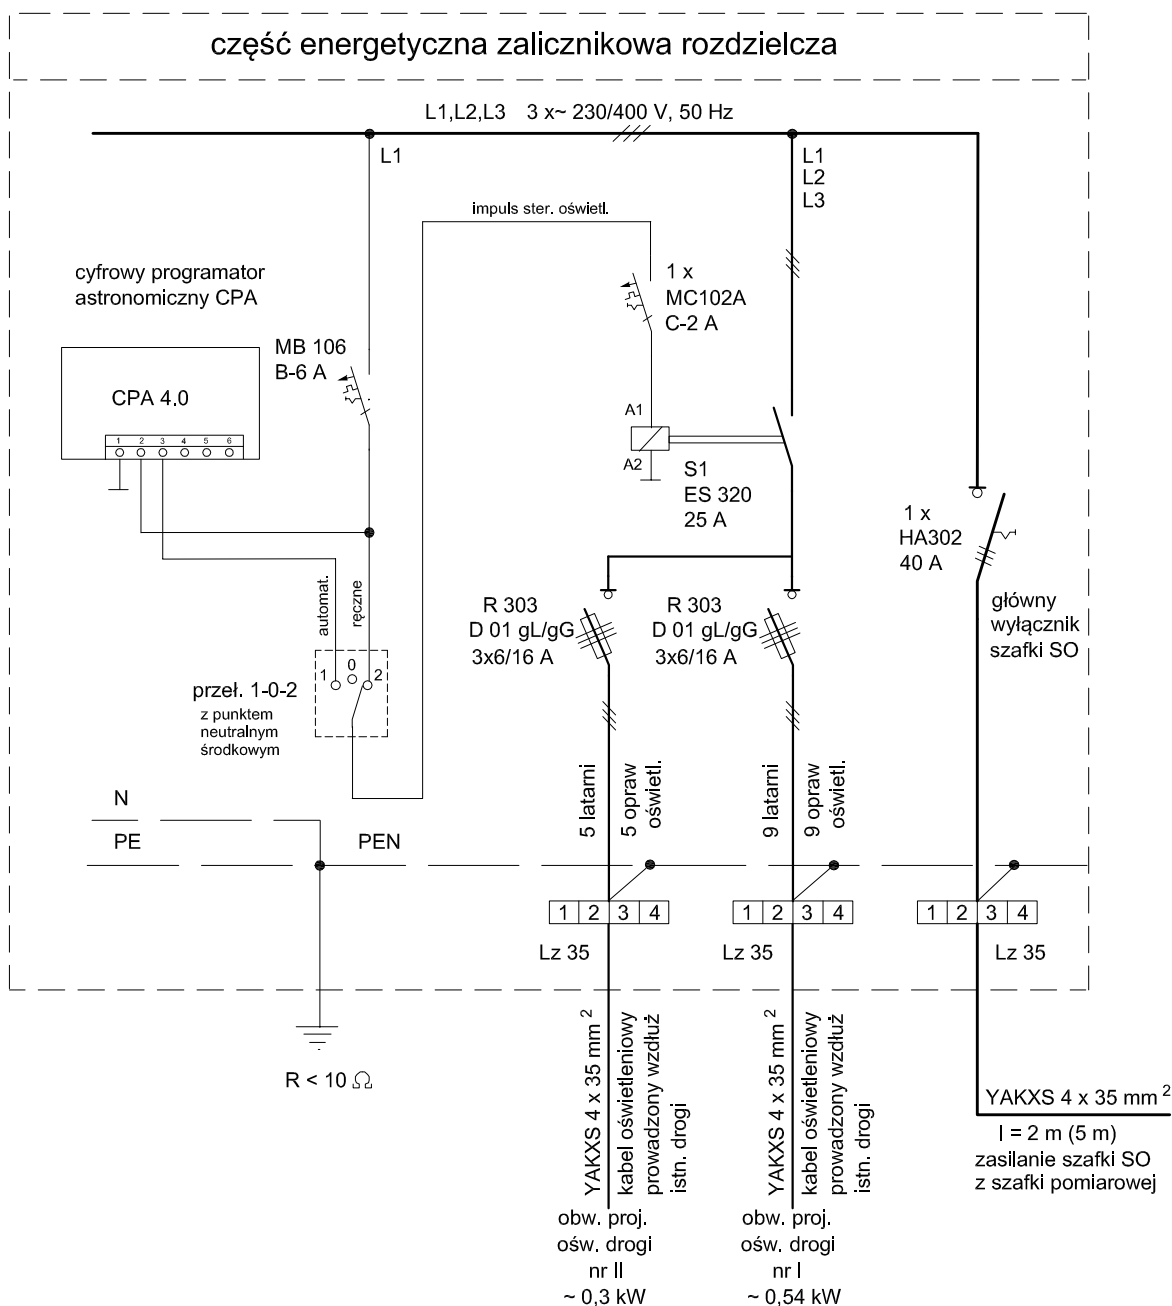 część energetyczna zalicznikowa rozdzielcza
L1,L2,L3 3 x~ 230/400 V, 50 Hz
L1
L1
L2
L3
impuls ster. oświetl.
cyfrowy programator
astronomiczny CPA
CPA 4.0
1 2 3 4 5 6
MB 106
B-6 A
1 x
MC102A
C-2 A
A1
A2
S1
ES 320
25 A
1 x
HA302
40 A
główny
wyłącznik
szafki SO
automat.
ręczne
1 0 2
przeł. 1-0-2
z punktem
neutralnym
środkowym
R 303
D 01 gL/gG
3x6/16 A
R 303
D 01 gL/gG
3x6/16 A
5 latarni
5 opraw
oświetl.
9 latarni
9 opraw
oświetl.
N
PE
PEN
1 2 3 4
1 2 3 4
1 2 3 4
Lz 35
Lz 35
Lz 35
R < 10 Ω
YAKXS 4 x 35 mm²
kabel oświetleniowy
prowadzony wzdłuż
istn. drogi
YAKXS 4 x 35 mm²
kabel oświetleniowy
prowadzony wzdłuż
istn. drogi
YAKXS 4 x 35 mm²
l = 2 m (5 m)
zasilanie szafki SO
z szafki pomiarowej
obw. proj.
ośw. drogi
nr II
~ 0,3 kW
obw. proj.
ośw. drogi
nr I
~ 0,54 kW